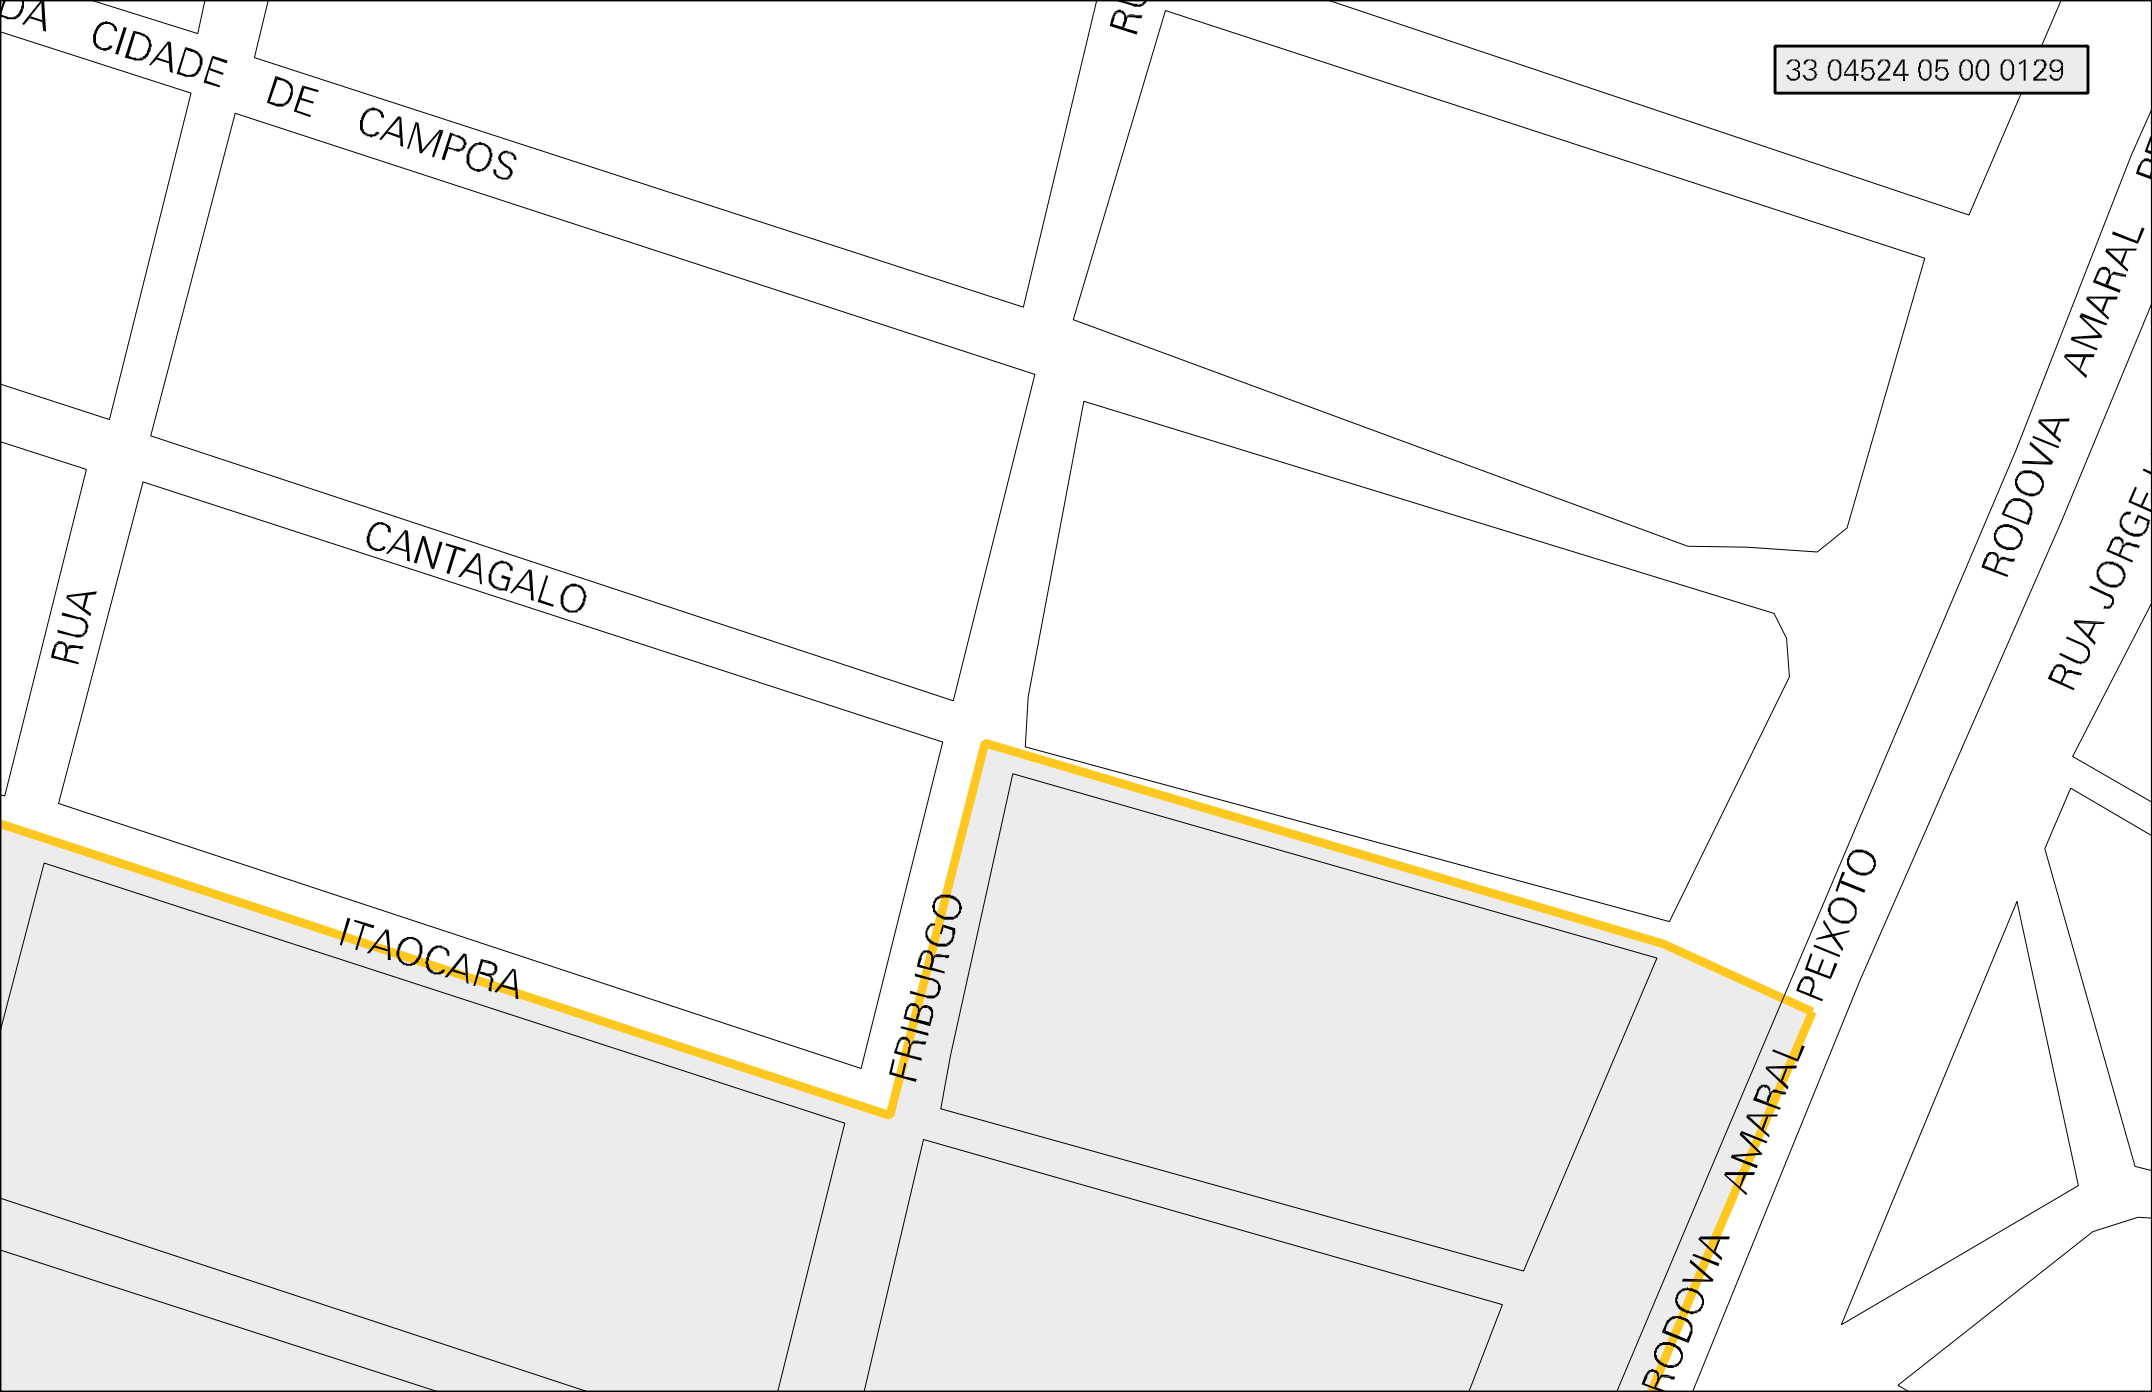 DA CIDADE DE CAMPOS
33 04524 05 00 0129
RODOVIA AMARAL
RUA JORGE
CANTAGALO
RUA
PEIXOTO
FRIBURGO
ITAOCARA
RODOVIA AMARAL